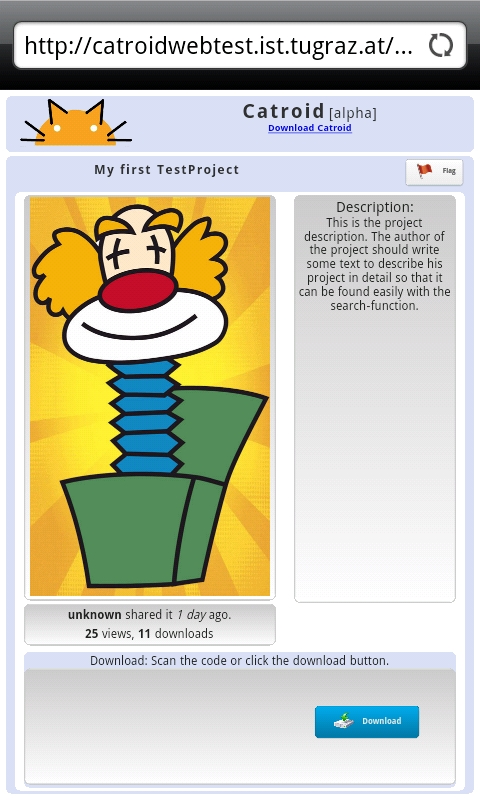 http://catroidwebtest.ist.tugraz.at/...
Catroid [alpha]
Download Catroid
My first TestProject
Flag
Description:
This is the project
description. The author of
the project should write
some text to describe his
project in detail so that it
can be found easily with the
search-function.
unknown shared it 1 day ago.
25 views, 11 downloads
Download: Scan the code or click the download button.
Download